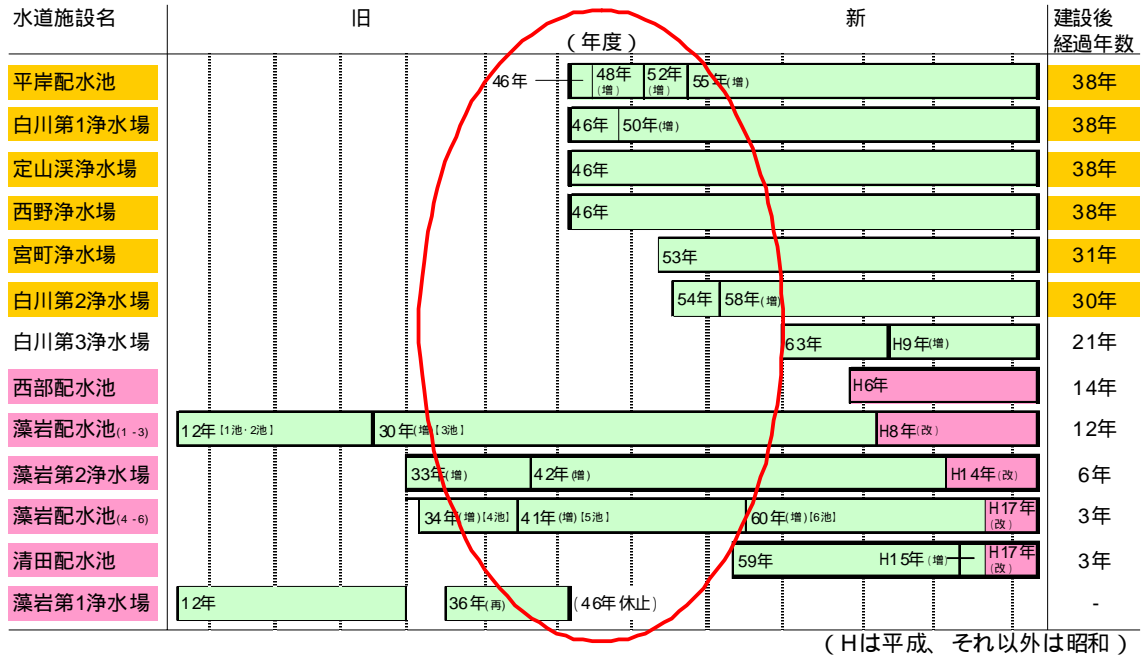 水道施設名 旧 新 建設後経過年数
(年度)
平岸配水池 46年 48年(増) 52年(増) 55年(増) 38年
白川第1浄水場 46年 50年(増) 38年
定山渓浄水場 46年 38年
西野浄水場 46年 38年
宮町浄水場 53年 31年
白川第2浄水場 54年 58年(増) 30年
白川第3浄水場 63年 H9年(増) 21年
西部配水池 H6年 14年
藻岩配水池(1-3) 12年【1池・2池】 30年(増)【3池】 H8年(改) 12年
藻岩第2浄水場 33年(増) 42年(増) H14年(改) 6年
藻岩配水池(4-6) 34年(増)【4池】 41年(増)【5池】 60年(増)【6池】 H17年(改) 3年
清田配水池 59年 H15年(増) H17年(改) 3年
藻岩第1浄水場 12年 36年(再) (46年休止) -
(Hは平成、それ以外は昭和)